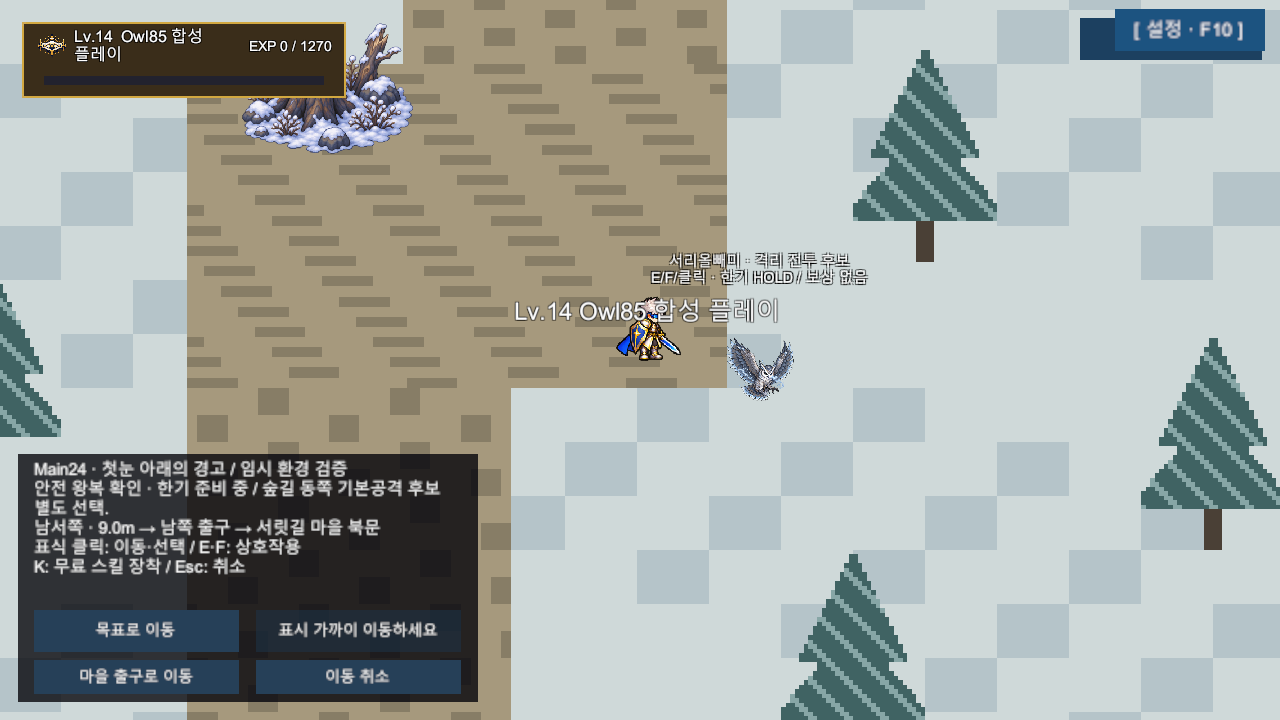 Lv.14 Owl85 합성
플레이
EXP 0 / 1270
[ 설정 · F10 ]
서리올빼미 · 격리 전투 후보
E/F/클릭 · 한기 HOLD / 보상 없음
Lv.14 Owl85 합성 플레이
Main24 · 첫눈 아래의 경고 / 임시 환경 검증
안전 왕복 확인 · 한기 준비 중 / 숲길 동쪽 기본공격 후보
별도 선택.
남서쪽 · 9.0m → 남쪽 출구 → 서릿길 마을 북문
표식 클릭: 이동·선택 / E·F: 상호작용
K: 무료 스킬 장착 / Esc: 취소
목표로 이동
표시 가까이 이동하세요
마을 출구로 이동
이동 취소